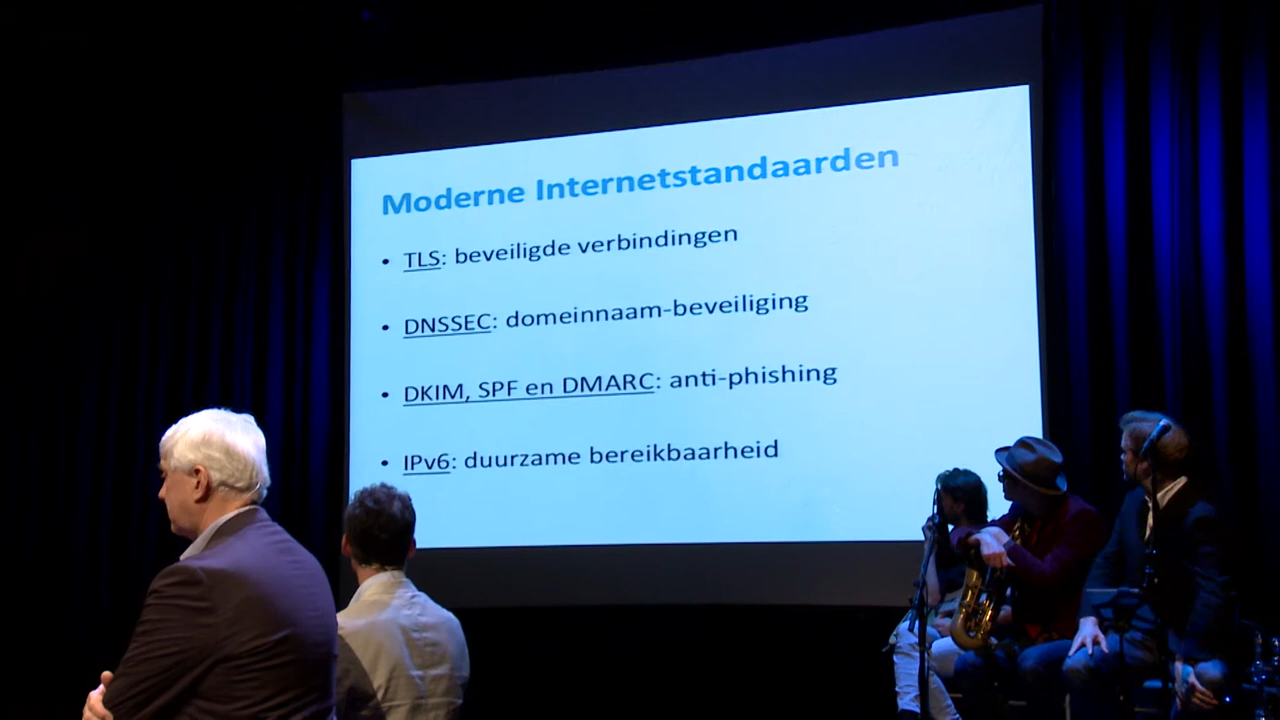 Moderne Internetstandaarden
• TLS: beveiligde verbindingen
• DNSSEC: domeinnaam-beveiliging
• DKIM, SPF en DMARC: anti-phishing
• IPv6: duurzame bereikbaarheid